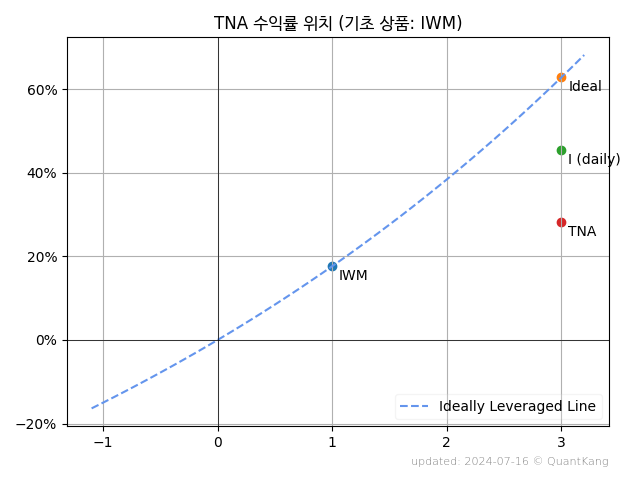 TNA 수익률 위치 (기초 상품: IWM)
60%
40%
20%
0%
−20%
Ideal
I (daily)
TNA
IWM
Ideally Leveraged Line
−1 0 1 2 3
updated: 2024-07-16 © QuantKang